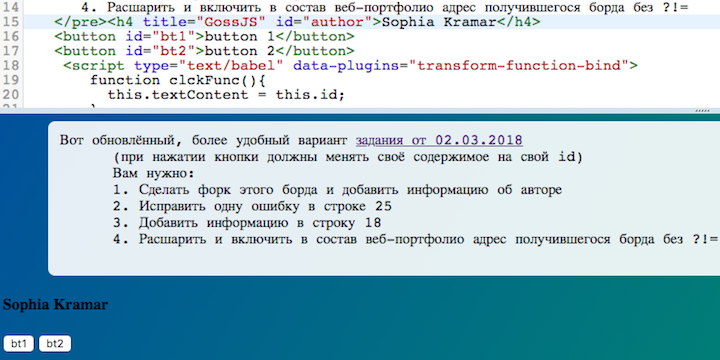 14 4. Расшарить и включить в состав веб-портфолио адрес получившегося борда без ?!=
15 </pre><h4 title="GossJS" id="author">Sophia Kramar</h4>
16 <button id="bt1">button 1</button>
17 <button id="bt2">button 2</button>
18 <script type="text/babel" data-plugins="transform-function-bind">
19 function clckFunc(){
20 this.textContent = this.id;
21 }
Вот обновлённый, более удобный вариант задания от 02.03.2018
(при нажатии кнопки должны менять своё содержимое на свой id)
Вам нужно:
1. Сделать форк этого борда и добавить информацию об авторе
2. Исправить одну ошибку в строке 25
3. Добавить информацию в строку 18
4. Расшарить и включить в состав веб-портфолио адрес получившегося борда без ?!=
Sophia Kramar
bt1 bt2